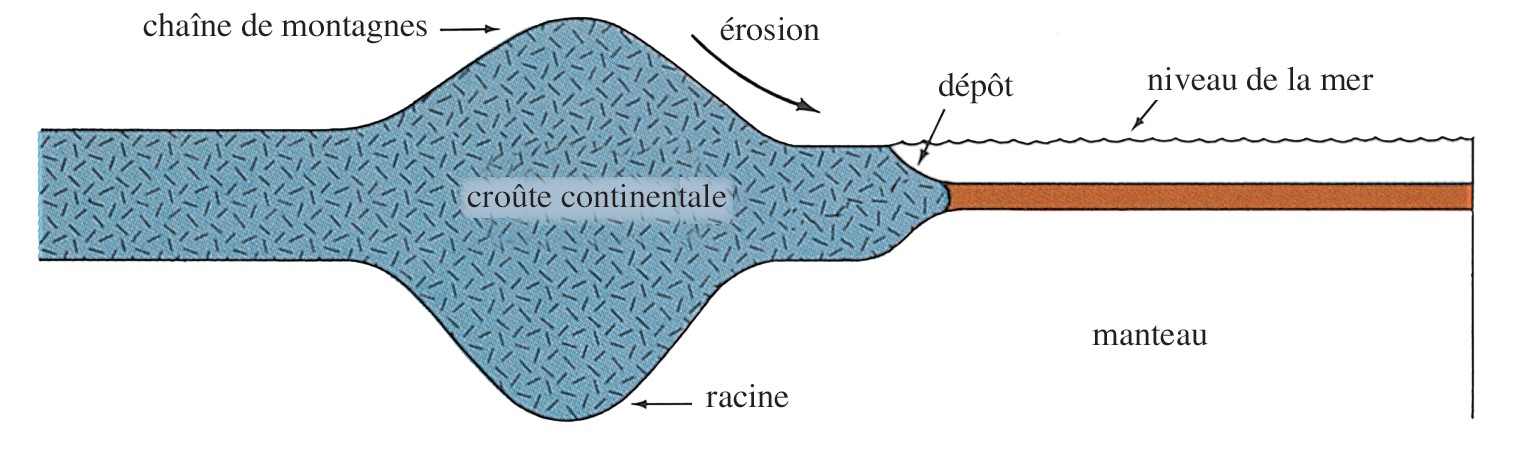 chaîne de montagnes
érosion
dépôt
niveau de la mer
croûte continentale
manteau
racine